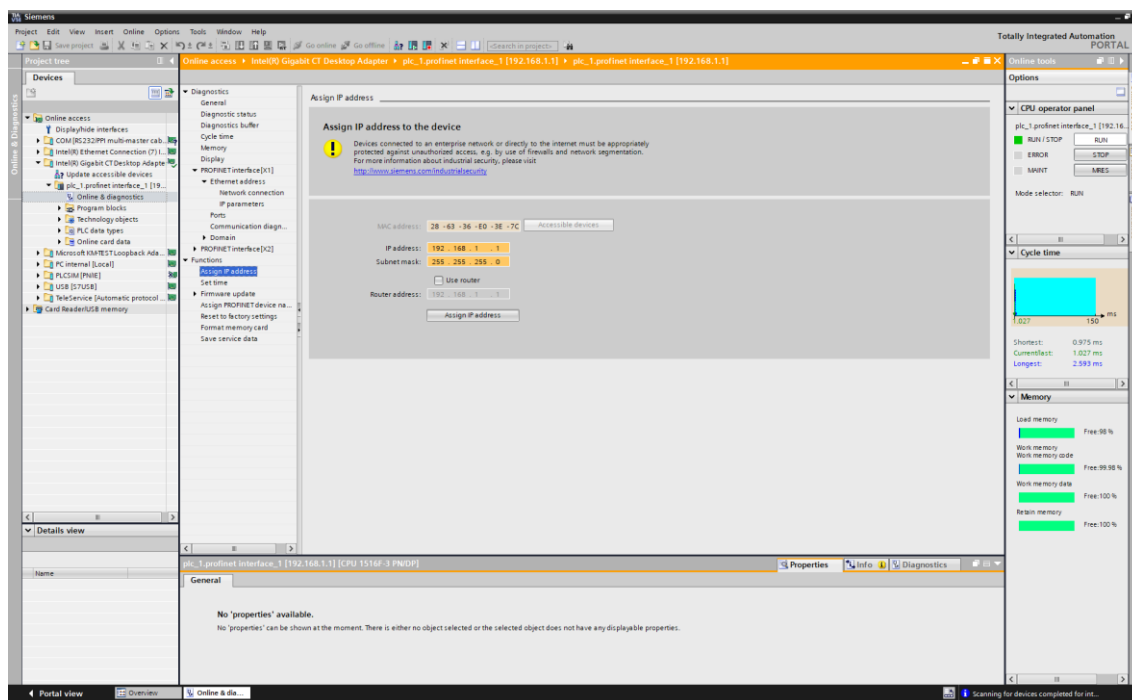 Siemens
Project Edit View Insert Online Options Tools Window Help
Save project Go online Go offline <Search in project>
Totally Integrated Automation
PORTAL
Project tree
Devices
Online & Diagnostics
Online access
Display/hide interfaces
COM [RS232/PPI multi-master cab...
Intel(R) Ethernet Connection (7) I...
Intel(R) Gigabit CT Desktop Adapte
Update accessible devices
plc_1.profinet interface_1 [19...
Online & diagnostics
Program blocks
Technology objects
PLC data types
Online card data
Microsoft KM-TEST Loopback Ada...
PC internal [Local]
PLCSIM [PN/IE]
USB [S7USB]
TeleService [Automatic protocol ...
Card Reader/USB memory
Details view
Name
Online access Intel(R) Gigabit CT Desktop Adapter plc_1.profinet interface_1 [192.168.1.1] plc_1.profinet interface_1 [192.168.1.1]
Diagnostics
General
Diagnostic status
Diagnostics buffer
Cycle time
Memory
Display
PROFINET interface [X1]
Ethernet address
Network connection
IP parameters
Ports
Communication diagn...
Domain
PROFINET interface [X2]
Functions
Assign IP address
Set time
Firmware update
Assign PROFINET device na...
Reset to factory settings
Format memory card
Save service data
Assign IP address
Assign IP address to the device
Devices connected to an enterprise network or directly to the internet must be appropriately
protected against unauthorized access, e.g. by use of firewalls and network segmentation.
For more information about industrial security, please visit
http://www.siemens.com/industrialsecurity
MAC address: 28 -63 -36 -E0 -3E -7C Accessible devices
IP address: 192 . 168 . 1 . 1
Subnet mask: 255 . 255 . 255 . 0
Use router
Router address: 192 . 168 . 1 . 1
Assign IP address
plc_1.profinet interface_1 [192.168.1.1] [CPU 1516F-3 PN/DP]
Properties Info Diagnostics
General
No 'properties' available.
No 'properties' can be shown at the moment. There is either no object selected or the selected object does not have any displayable properties.
Online tools
Options
CPU operator panel
plc_1.profinet interface_1 [192.16...
RUN / STOP RUN
ERROR STOP
MAINT MRES
Mode selector: RUN
Cycle time
ms
1.027 150
Shortest: 0.975 ms
Current/last: 1.027 ms
Longest: 2.593 ms
Memory
Load memory
Free: 98 %
Work memory
Work memory code
Free: 99.98 %
Work memory data
Free: 100 %
Retain memory
Free: 100 %
Portal view Overview Online & dia...
Scanning for devices completed for int...